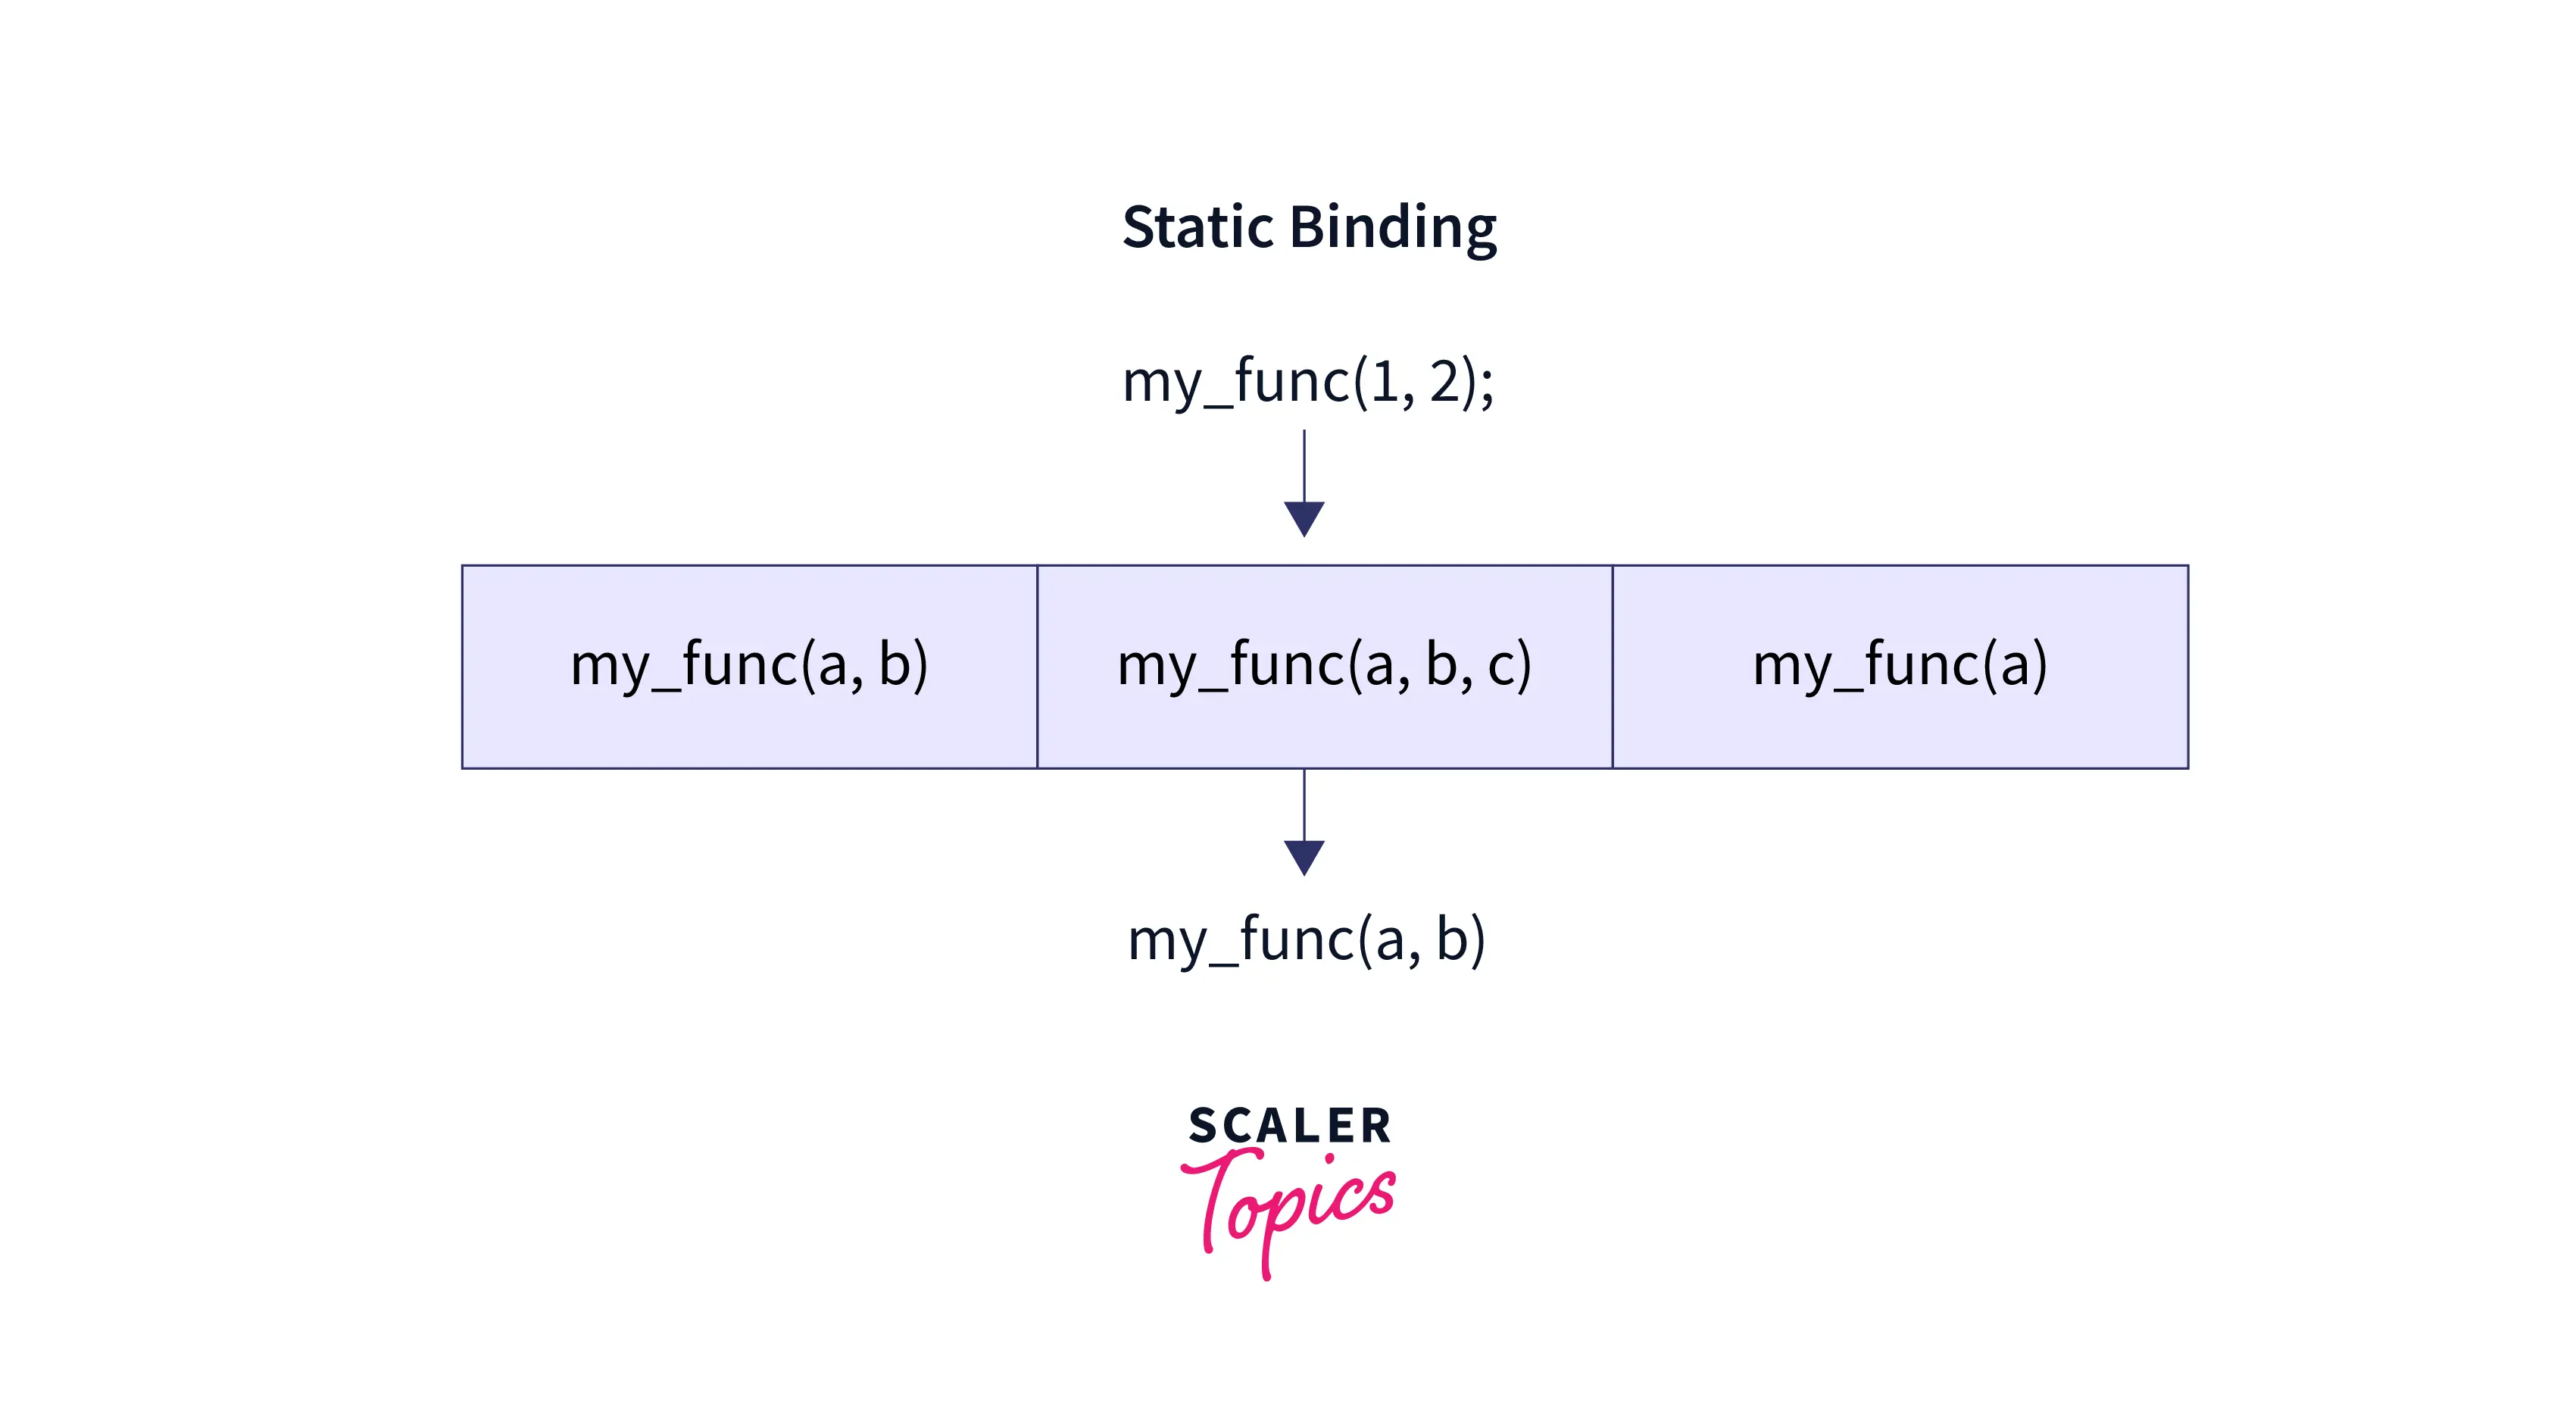 Static Binding
my_func(1, 2);
my_func(a, b) my_func(a, b, c) my_func(a)
my_func(a, b)
SCALER
Topics